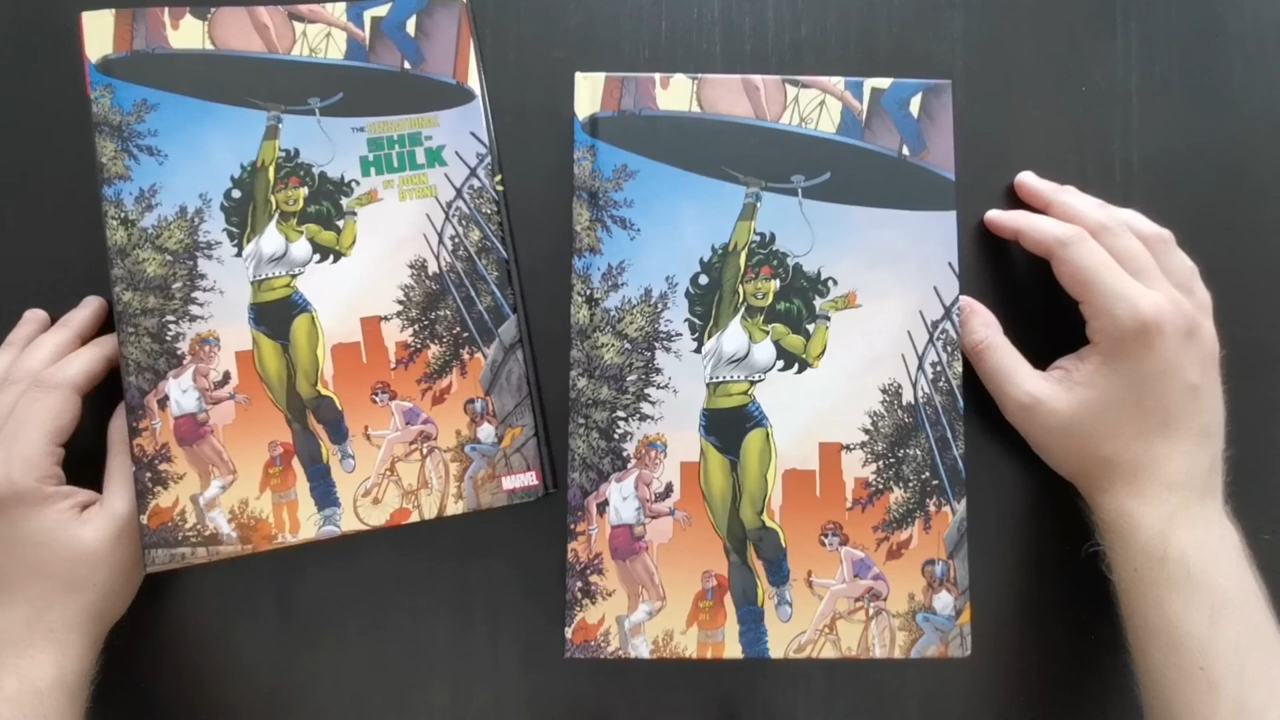 THE SENSATIONAL
SHE-
HULK
BY JOHN
BYRNE
MARVEL